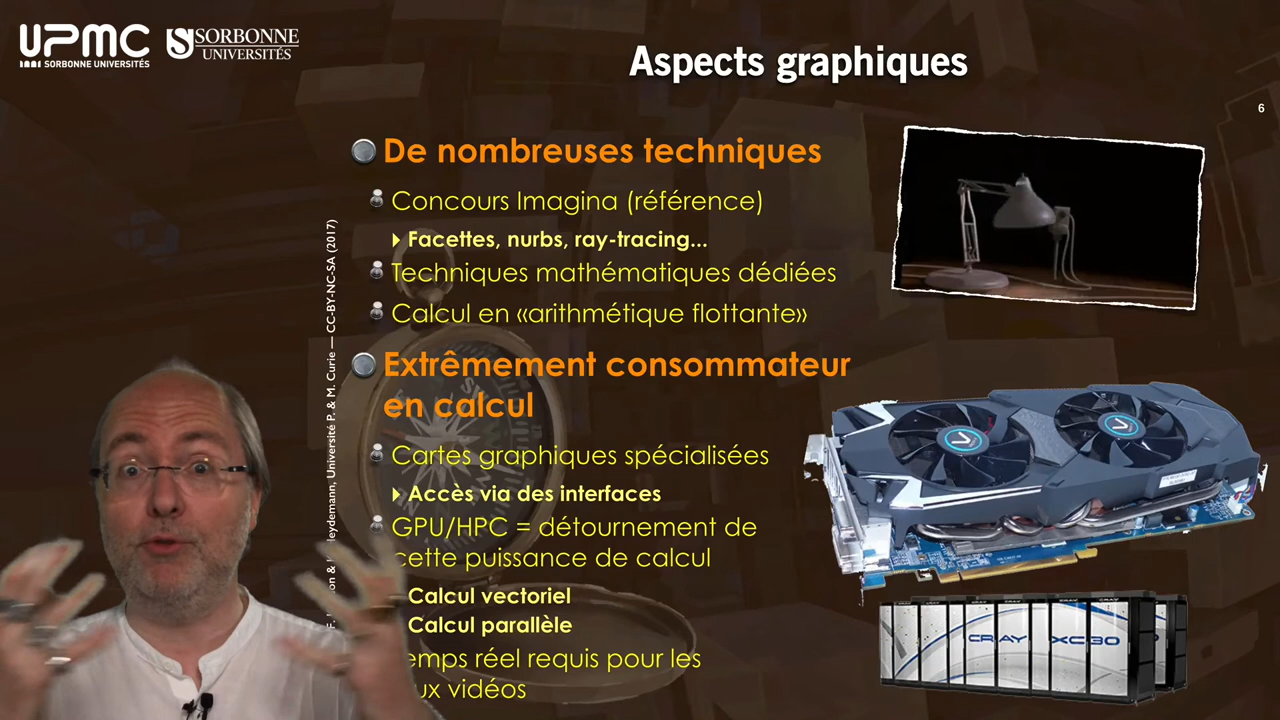 UPMC
SORBONNE UNIVERSITÉS
SORBONNE
UNIVERSITÉS
Aspects graphiques
6
De nombreuses techniques
Concours Imagina (référence)
Facettes, nurbs, ray-tracing...
Techniques mathématiques dédiées
Calcul en «arithmétique flottante»
Extrêmement consommateur
en calcul
Cartes graphiques spécialisées
Accès via des interfaces
GPU/HPC = détournement de
cette puissance de calcul
Calcul vectoriel
Calcul parallèle
emps réel requis pour les
ux vidéos
eydemann, Université P. & M. Curie — CC-BY-NC-SA (2017)
CRAY XC30